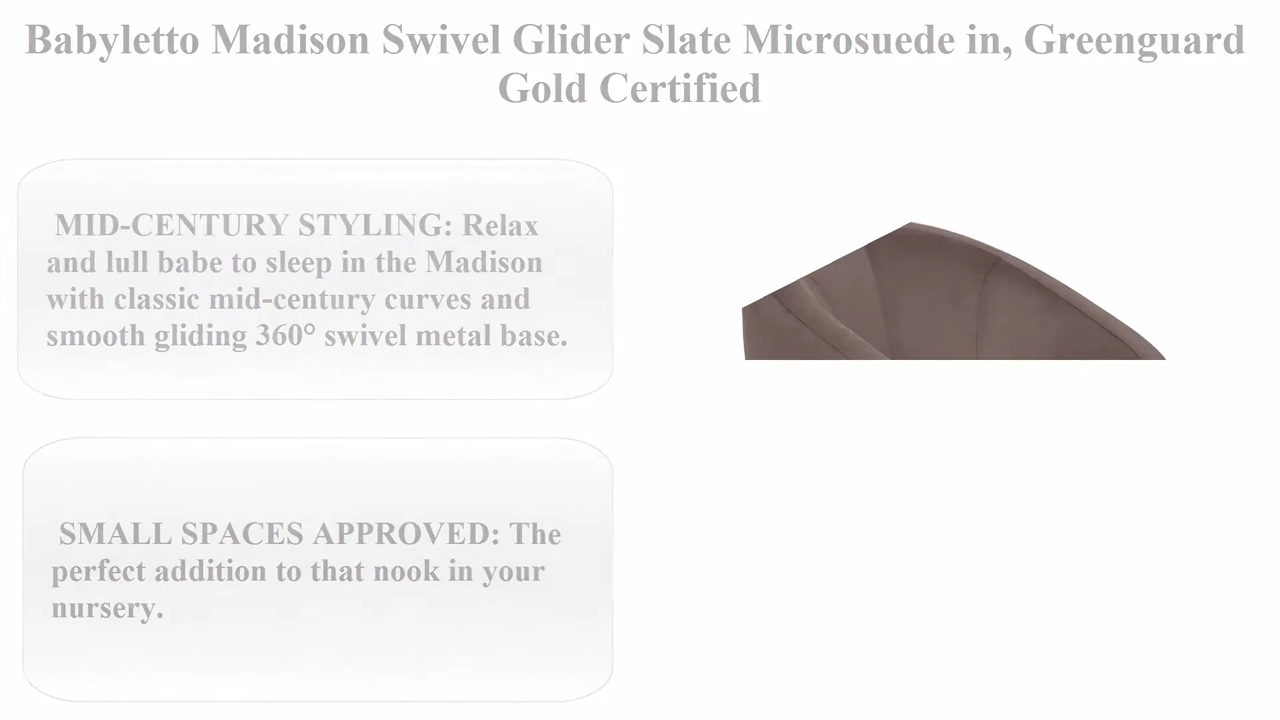 Babyletto Madison Swivel Glider Slate Microsuede in, Greenguard
Gold Certified
MID-CENTURY STYLING: Relax
and lull babe to sleep in the Madison
with classic mid-century curves and
smooth gliding 360° swivel metal base.
SMALL SPACES APPROVED: The
perfect addition to that nook in your
nursery.